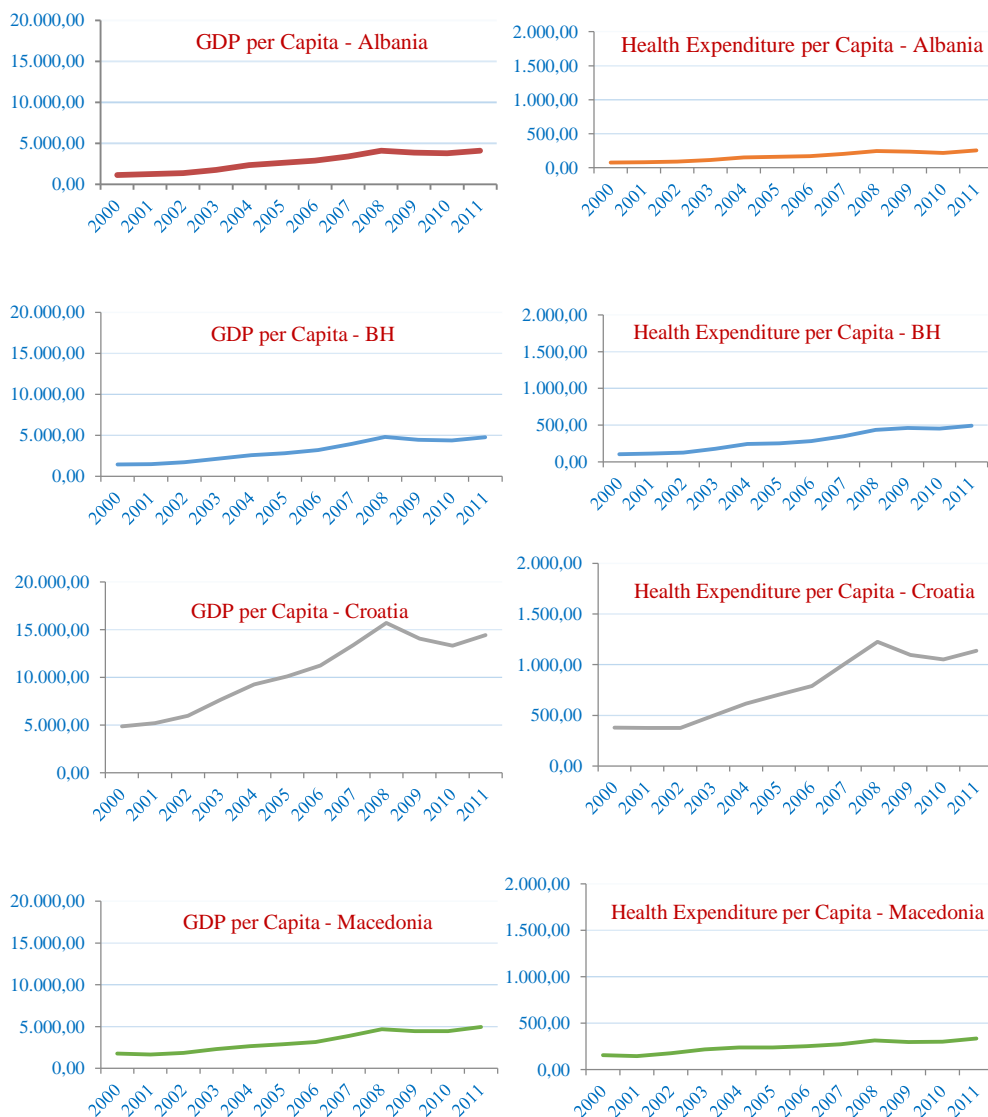 GDP per Capita - Albania
20.000,00
15.000,00
10.000,00
5.000,00
0,00
2000 2001 2002 2003 2004 2005 2006 2007 2008 2009 2010 2011
Health Expenditure per Capita - Albania
2.000,00
1.500,00
1.000,00
500,00
0,00
2000 2001 2002 2003 2004 2005 2006 2007 2008 2009 2010 2011
GDP per Capita - BH
20.000,00
15.000,00
10.000,00
5.000,00
0,00
2000 2001 2002 2003 2004 2005 2006 2007 2008 2009 2010 2011
Health Expenditure per Capita - BH
2.000,00
1.500,00
1.000,00
500,00
0,00
2000 2001 2002 2003 2004 2005 2006 2007 2008 2009 2010 2011
GDP per Capita - Croatia
20.000,00
15.000,00
10.000,00
5.000,00
0,00
2000 2001 2002 2003 2004 2005 2006 2007 2008 2009 2010 2011
Health Expenditure per Capita - Croatia
2.000,00
1.500,00
1.000,00
500,00
0,00
2000 2001 2002 2003 2004 2005 2006 2007 2008 2009 2010 2011
GDP per Capita - Macedonia
20.000,00
15.000,00
10.000,00
5.000,00
0,00
2000 2001 2002 2003 2004 2005 2006 2007 2008 2009 2010 2011
Health Expenditure per Capita - Macedonia
2.000,00
1.500,00
1.000,00
500,00
0,00
2000 2001 2002 2003 2004 2005 2006 2007 2008 2009 2010 2011